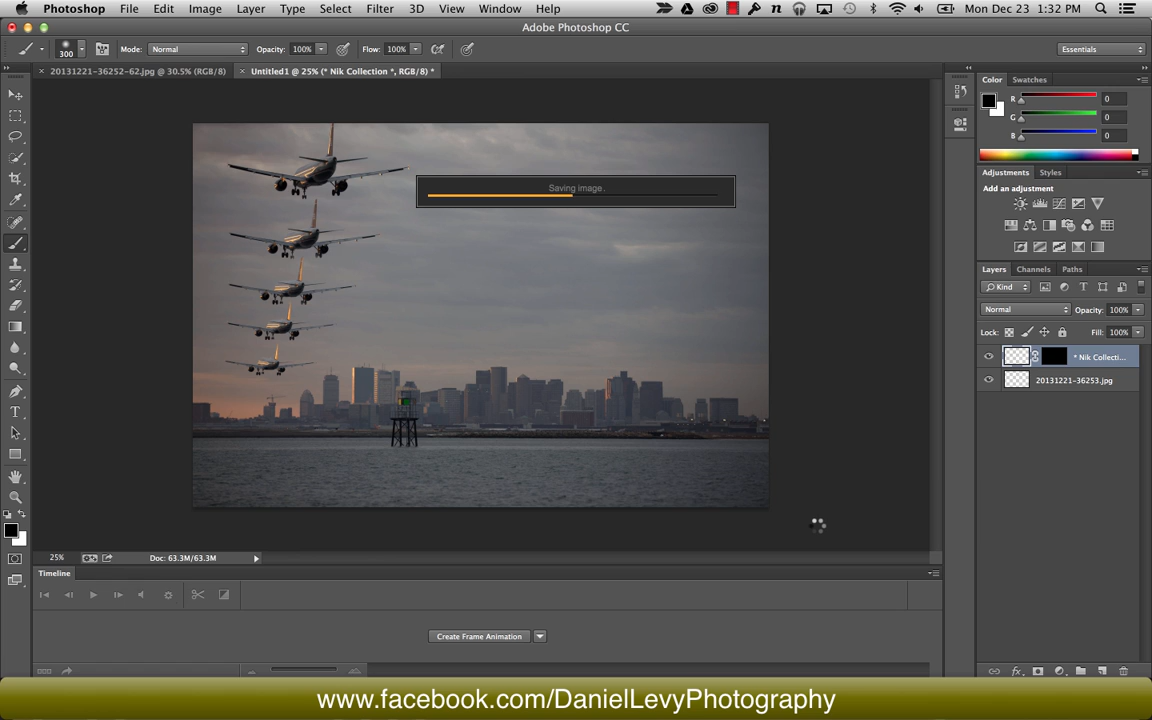 Photoshop File Edit Image Layer Type Select Filter 3D View Window Help Mon Dec 23 1:32 PM
Adobe Photoshop CC
300 Mode: Normal Opacity: 100% Flow: 100% Essentials
20131221-36252-62.jpg @ 30.5% (RGB/8) Untitled1 @ 25% (* Nik Collection *, RGB/8) *
Color Swatches
R 0
G 0
B 0
Adjustments Styles
Add an adjustment
Saving image.
Layers Channels Paths
Kind
Normal Opacity: 100%
Lock: Fill: 100%
* Nik Collecti...
20131221-36253.jpg
25% Doc: 63.3M/63.3M
Timeline
Create Frame Animation
www.facebook.com/DanielLevyPhotography